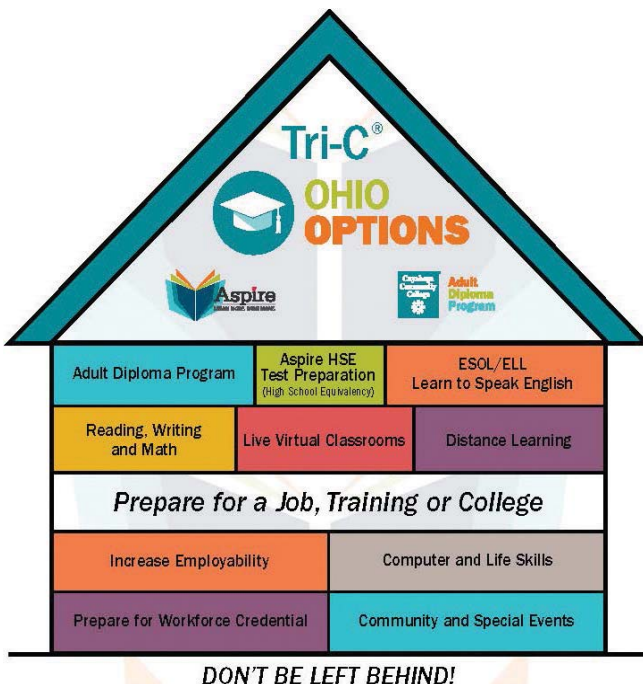 Tri-C®
OHIO
OPTIONS
Aspire
Cuyahoga
Community
College
Adult
Diploma
Program
Adult Diploma Program
Aspire HSE
Test Preparation
(High School Equivalency)
ESOL/ELL
Learn to Speak English
Reading, Writing
and Math
Live Virtual Classrooms
Distance Learning
Prepare for a Job, Training or College
Increase Employability
Computer and Life Skills
Prepare for Workforce Credential
Community and Special Events
DON'T BE LEFT BEHIND!